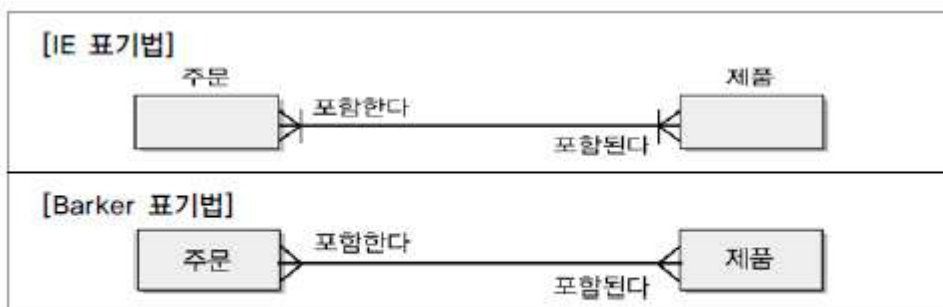 [IE 표기법]
주문
제품
포함한다
포함된다
[Barker 표기법]
주문
포함한다
제품
포함된다